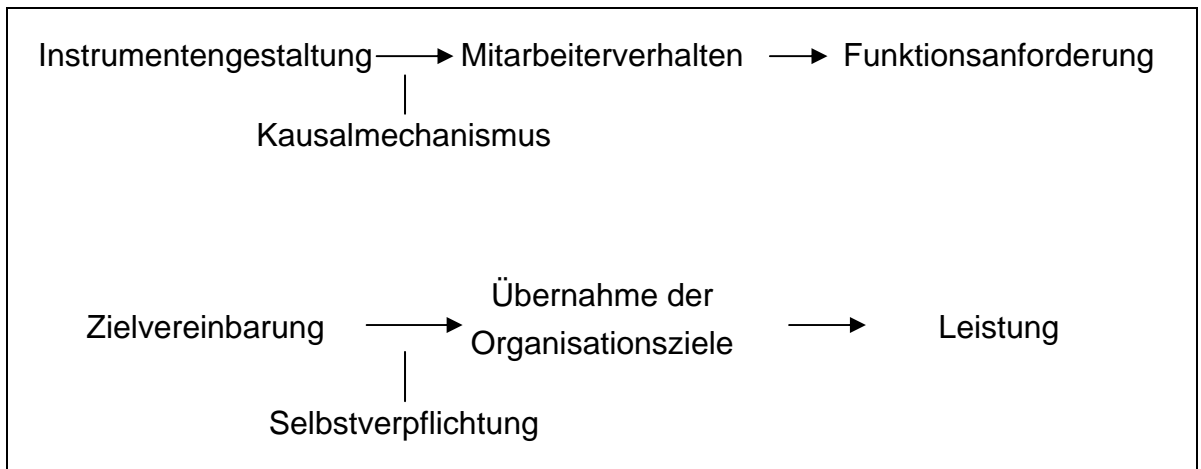 Instrumentengestaltung Mitarbeiterverhalten Funktionsanforderung
Kausalmechanismus
Zielvereinbarung Übernahme der Organisationsziele Leistung
Selbstverpflichtung